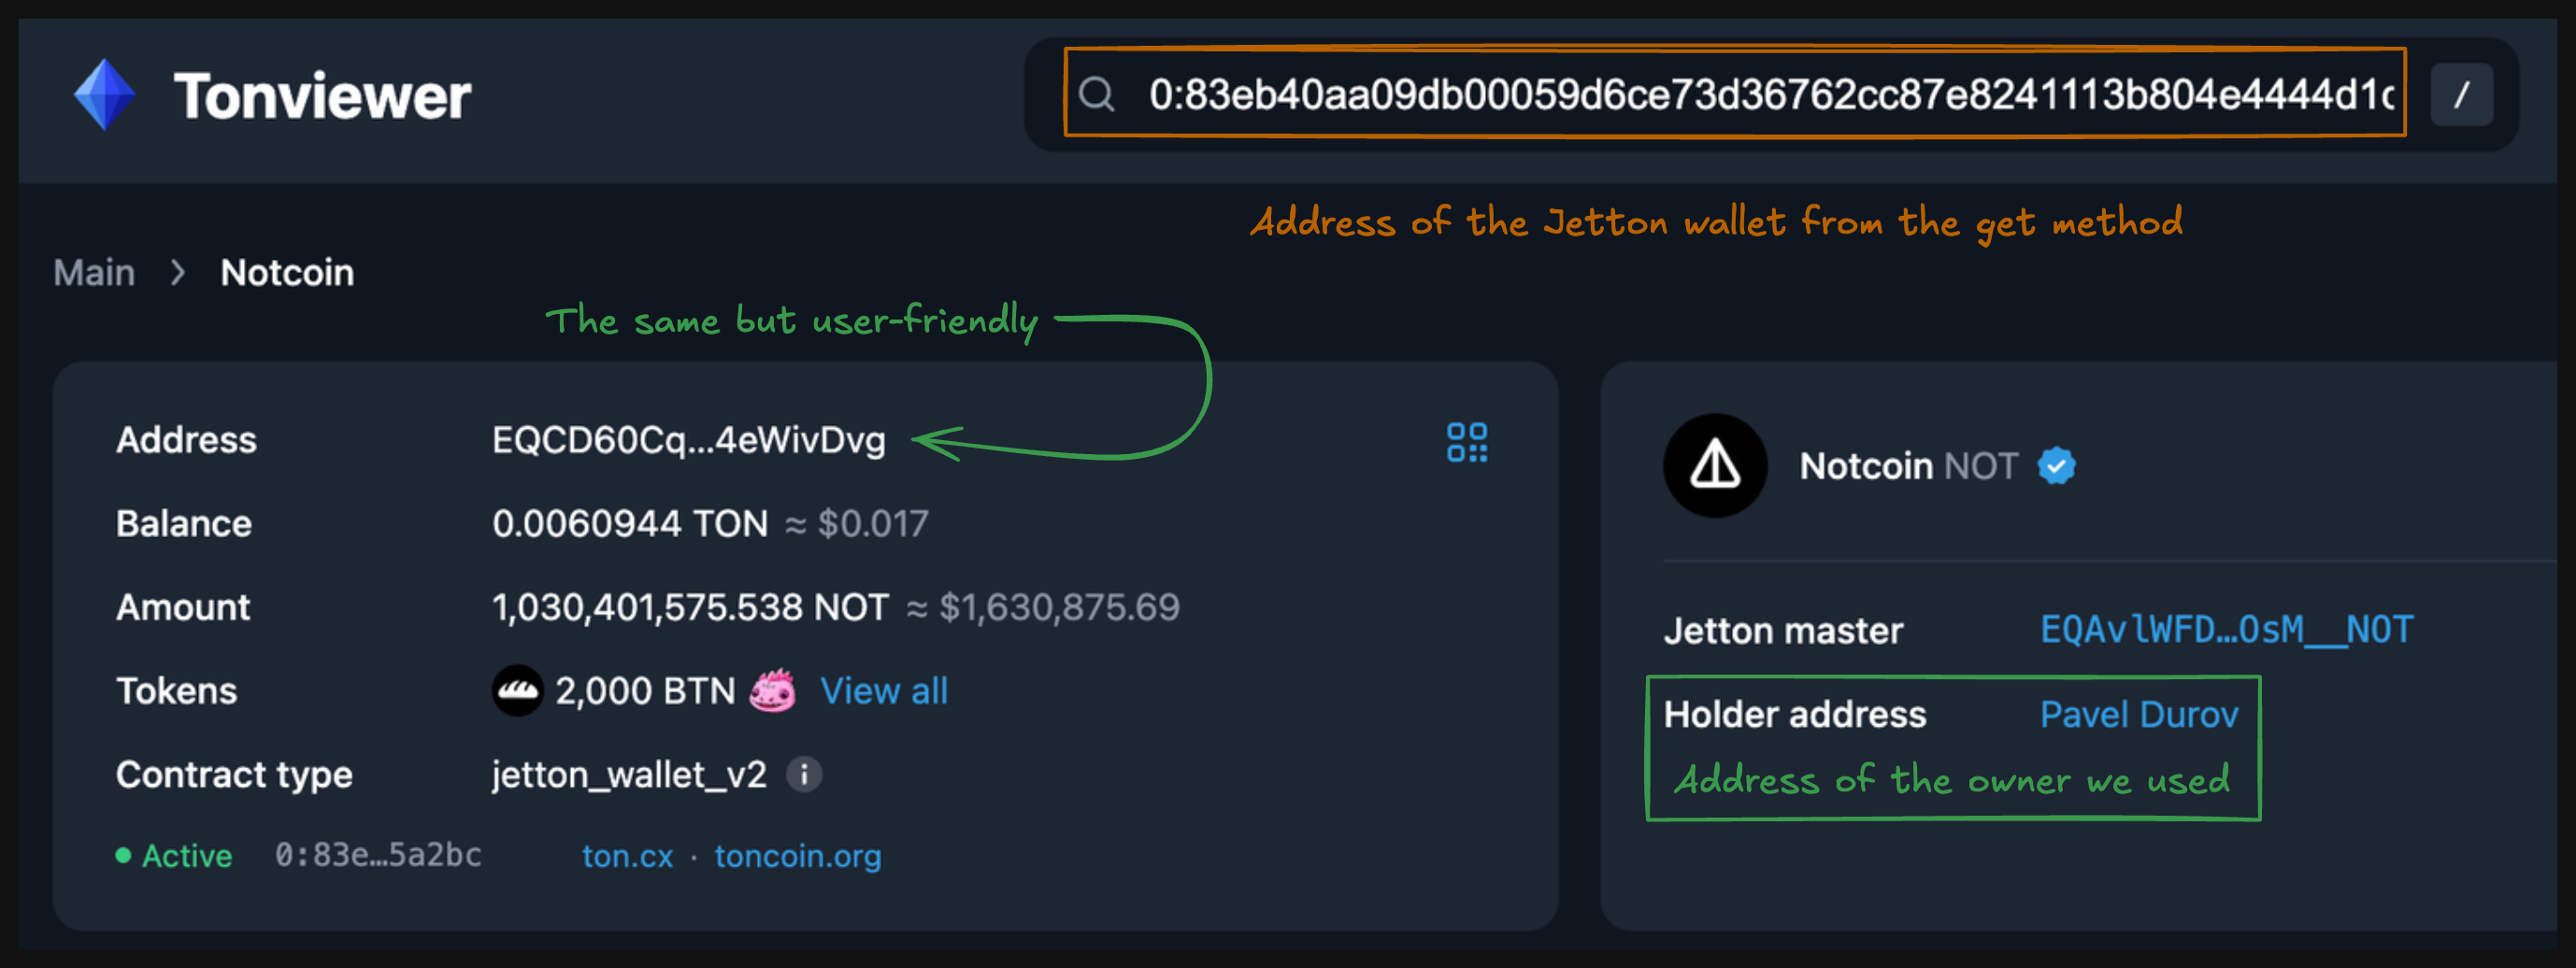 Tonviewer
0:83eb40aa09db00059d6ce73d36762cc87e8241113b804e4444d1c
/
Address of the Jetton wallet from the get method
Main > Notcoin
The same but user-friendly
Address EQCD60Cq...4eWivDvg
Balance 0.0060944 TON ≈ $0.017
Amount 1,030,401,575.538 NOT ≈ $1,630,875.69
Tokens 2,000 BTN View all
Contract type jetton_wallet_v2 i
Active 0:83e…5a2bc ton.cx · toncoin.org
Notcoin NOT
Jetton master EQAvlWFD…OsM__NOT
Holder address Pavel Durov
Address of the owner we used